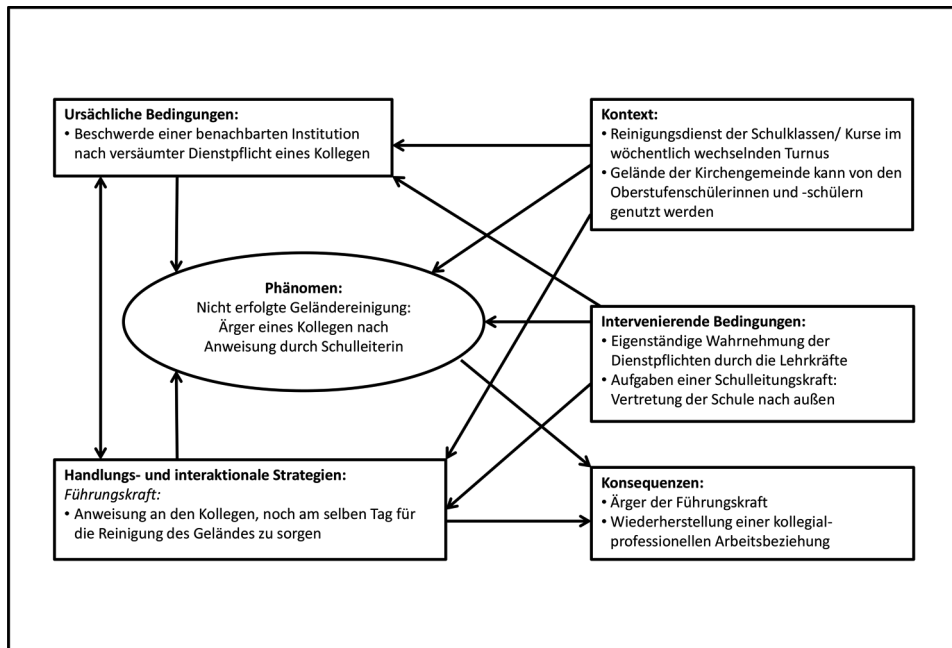 Ursächliche Bedingungen:
• Beschwerde einer benachbarten Institution
nach versäumter Dienstpflicht eines Kollegen
Kontext:
• Reinigungsdienst der Schulklassen/ Kurse im
wöchentlich wechselnden Turnus
• Gelände der Kirchengemeinde kann von den
Oberstufenschülerinnen und -schülern
genutzt werden
Phänomen:
Nicht erfolgte Geländereinigung:
Ärger eines Kollegen nach
Anweisung durch Schulleiterin
Intervenierende Bedingungen:
• Eigenständige Wahrnehmung der
Dienstpflichten durch die Lehrkräfte
• Aufgaben einer Schulleitungskraft:
Vertretung der Schule nach außen
Handlungs- und interaktionale Strategien:
Führungskraft:
• Anweisung an den Kollegen, noch am selben Tag für
die Reinigung des Geländes zu sorgen
Konsequenzen:
• Ärger der Führungskraft
• Wiederherstellung einer kollegial-
professionellen Arbeitsbeziehung